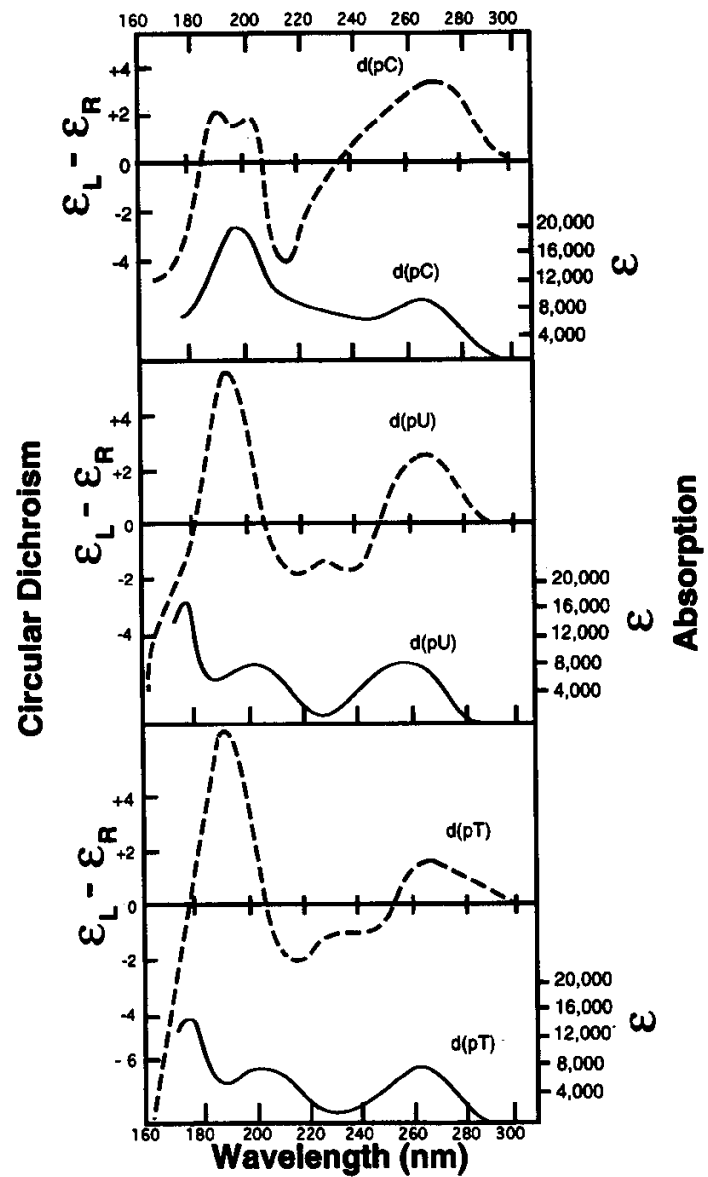 160 180 200 220 240 260 280 300
d(pC)
+4
+2
0
-2
-4
εL - εR
20,000
16,000
12,000
8,000
4,000
ε
d(pC)
d(pU)
+4
+2
0
-2
-4
εL - εR
20,000
16,000
12,000
8,000
4,000
ε
d(pU)
Circular Dichroism
Absorption
d(pT)
+4
+2
0
-2
-4
- 6
εL - εR
20,000
16,000
12,000
8,000
4,000
ε
d(pT)
160 180 200 220 240 260 280 300
Wavelength (nm)